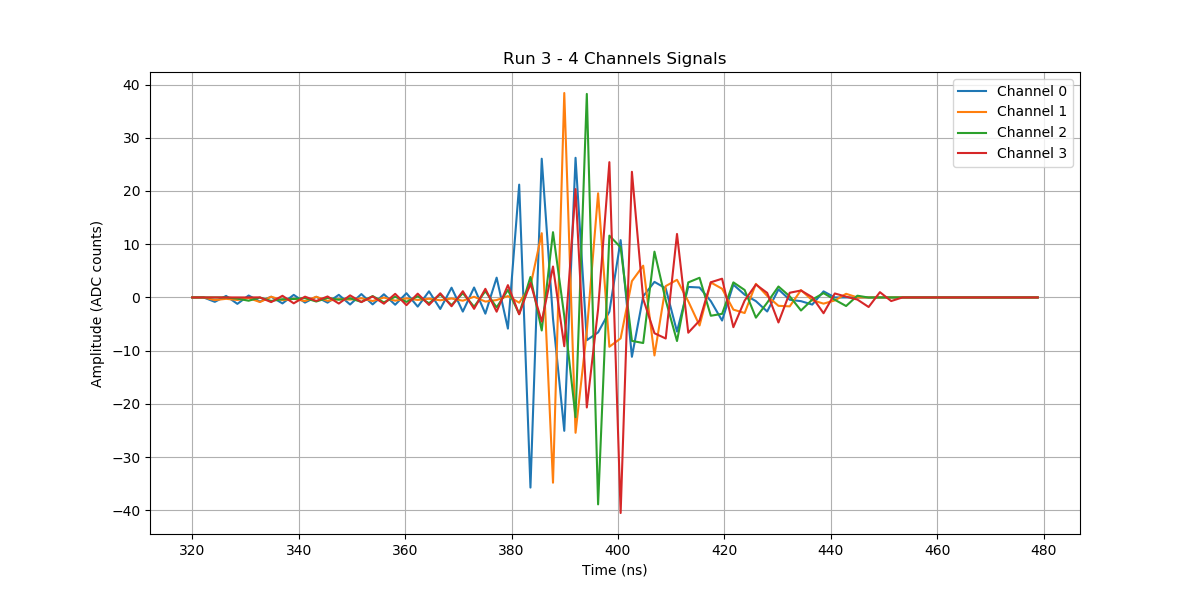 Run 3 - 4 Channels Signals
Amplitude (ADC counts)
40
30
20
10
0
−10
−20
−30
−40
Channel 0
Channel 1
Channel 2
Channel 3
320
340
360
380
400
420
440
460
480
Time (ns)